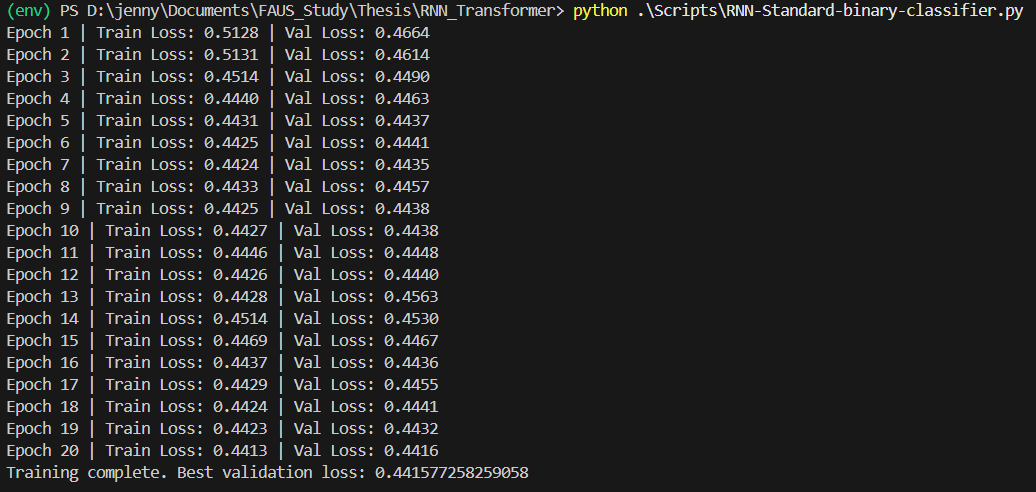 (env) PS D:\jenny\Documents\FAUS_Study\Thesis\RNN_Transformer> python .\Scripts\RNN-Standard-binary-classifier.py
Epoch 1 | Train Loss: 0.5128 | Val Loss: 0.4664
Epoch 2 | Train Loss: 0.5131 | Val Loss: 0.4614
Epoch 3 | Train Loss: 0.4514 | Val Loss: 0.4490
Epoch 4 | Train Loss: 0.4440 | Val Loss: 0.4463
Epoch 5 | Train Loss: 0.4431 | Val Loss: 0.4437
Epoch 6 | Train Loss: 0.4425 | Val Loss: 0.4441
Epoch 7 | Train Loss: 0.4424 | Val Loss: 0.4435
Epoch 8 | Train Loss: 0.4433 | Val Loss: 0.4457
Epoch 9 | Train Loss: 0.4425 | Val Loss: 0.4438
Epoch 10 | Train Loss: 0.4427 | Val Loss: 0.4438
Epoch 11 | Train Loss: 0.4446 | Val Loss: 0.4448
Epoch 12 | Train Loss: 0.4426 | Val Loss: 0.4440
Epoch 13 | Train Loss: 0.4428 | Val Loss: 0.4563
Epoch 14 | Train Loss: 0.4514 | Val Loss: 0.4530
Epoch 15 | Train Loss: 0.4469 | Val Loss: 0.4467
Epoch 16 | Train Loss: 0.4437 | Val Loss: 0.4436
Epoch 17 | Train Loss: 0.4429 | Val Loss: 0.4455
Epoch 18 | Train Loss: 0.4424 | Val Loss: 0.4441
Epoch 19 | Train Loss: 0.4423 | Val Loss: 0.4432
Epoch 20 | Train Loss: 0.4413 | Val Loss: 0.4416
Training complete. Best validation loss: 0.441577258259058